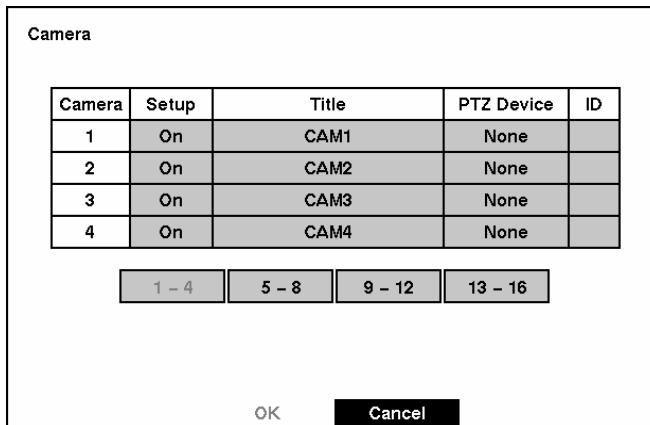 Camera
Camera Setup Title PTZ Device ID
1 On CAM1 None
2 On CAM2 None
3 On CAM3 None
4 On CAM4 None
1 – 4 5 – 8 9 – 12 13 – 16
OK Cancel